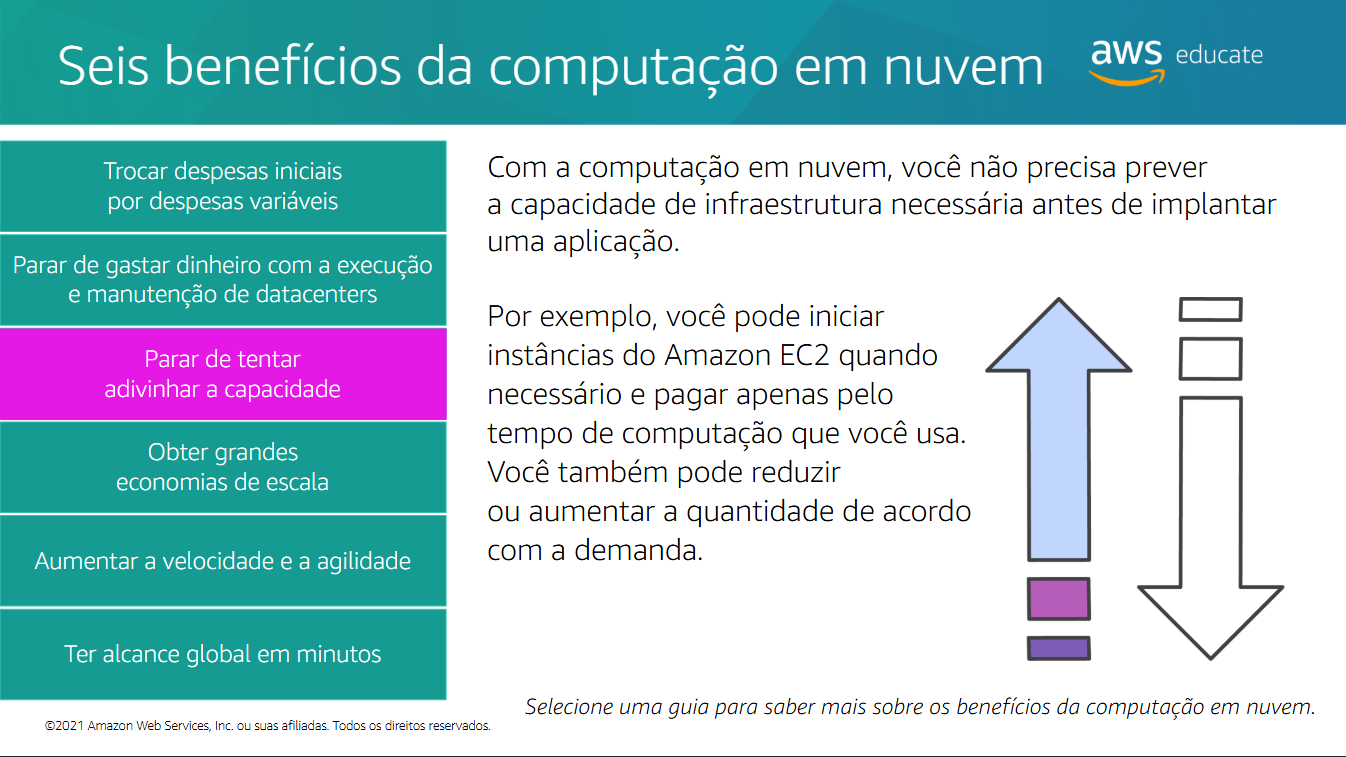 Seis benefícios da computação em nuvem
aws educate
Trocar despesas iniciais
por despesas variáveis
Parar de gastar dinheiro com a execução
e manutenção de datacenters
Parar de tentar
adivinhar a capacidade
Obter grandes
economias de escala
Aumentar a velocidade e a agilidade
Ter alcance global em minutos
Com a computação em nuvem, você não precisa prever
a capacidade de infraestrutura necessária antes de implantar
uma aplicação.
Por exemplo, você pode iniciar
instâncias do Amazon EC2 quando
necessário e pagar apenas pelo
tempo de computação que você usa.
Você também pode reduzir
ou aumentar a quantidade de acordo
com a demanda.
Selecione uma guia para saber mais sobre os benefícios da computação em nuvem.
©2021 Amazon Web Services, Inc. ou suas afiliadas. Todos os direitos reservados.